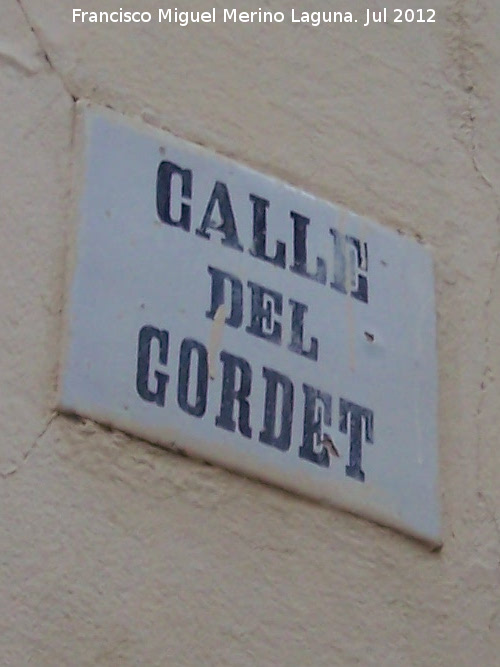 Francisco Miguel Merino Laguna. Jul 2012
CALLE
DEL
GORDET